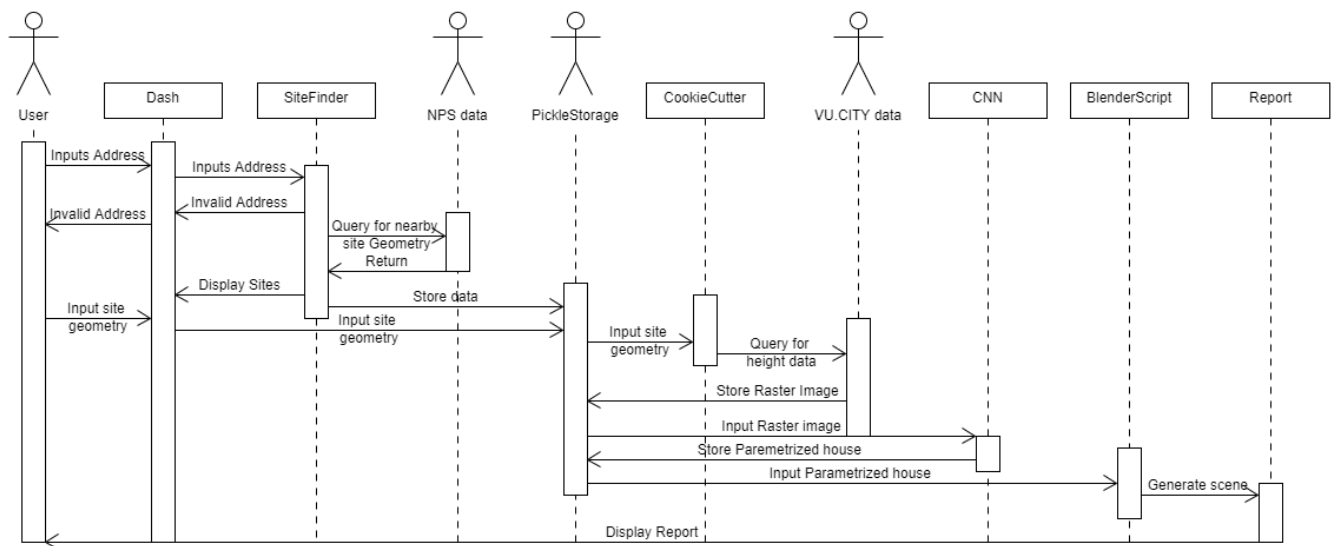 User
Dash
SiteFinder
NPS data
PickleStorage
CookieCutter
VU.CITY data
CNN
BlenderScript
Report
Inputs Address
Inputs Address
Invalid Address
Invalid Address
Query for nearby
site Geometry
Return
Display Sites
Store data
Input site
geometry
Input site
geometry
Input site
geometry
Query for
height data
Store Raster Image
Input Raster image
Store Paremetrized house
Input Parametrized house
Generate scene
Display Report